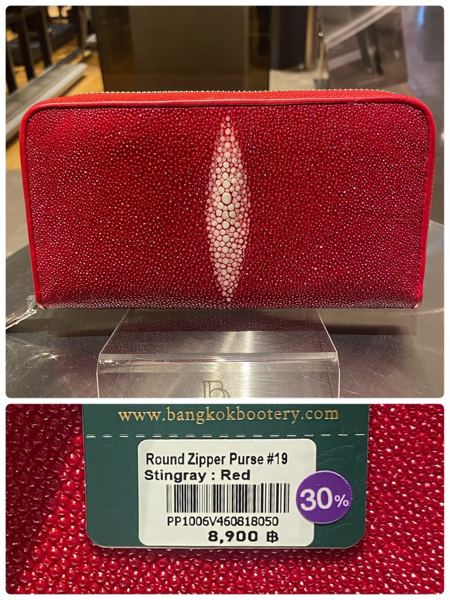 B
www.bangkokbootery.com
Round Zipper Purse #19
Stingray : Red
30%
PP1006V460818050
8,900 ฿